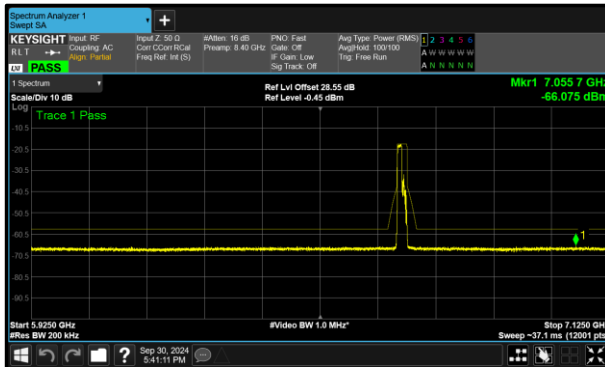 Spectrum Analyzer 1
Swept SA
KEYSIGHT
RLT
PASS
Input: RF
Coupling: AC
Align: Partial
Input Z: 50 Ω
Corr CCorr RCal
Freq Ref: Int (S)
#Atten: 16 dB
Preamp: 8.40 GHz
PNO: Fast
Gate: Off
IF Gain: Low
Sig Track: Off
Avg Type: Power (RMS)
Avg|Hold: 100/100
Trig: Free Run
1 2 3 4 5 6
A W W W W W
A N N N N N
1 Spectrum
Scale/Div 10 dB
Ref Lvl Offset 28.55 dB
Ref Level -0.45 dBm
Mkr1 7.055 7 GHz
-66.075 dBm
Log
Trace 1 Pass
-10.5
-20.5
-30.5
-40.5
-50.5
-60.5
-70.5
-80.5
-90.5
1
Start 5.9250 GHz
#Res BW 200 kHz
#Video BW 1.0 MHz*
Stop 7.1250 GHz
Sweep ~37.1 ms (12001 pts)
?
Sep 30, 2024
5:41:11 PM